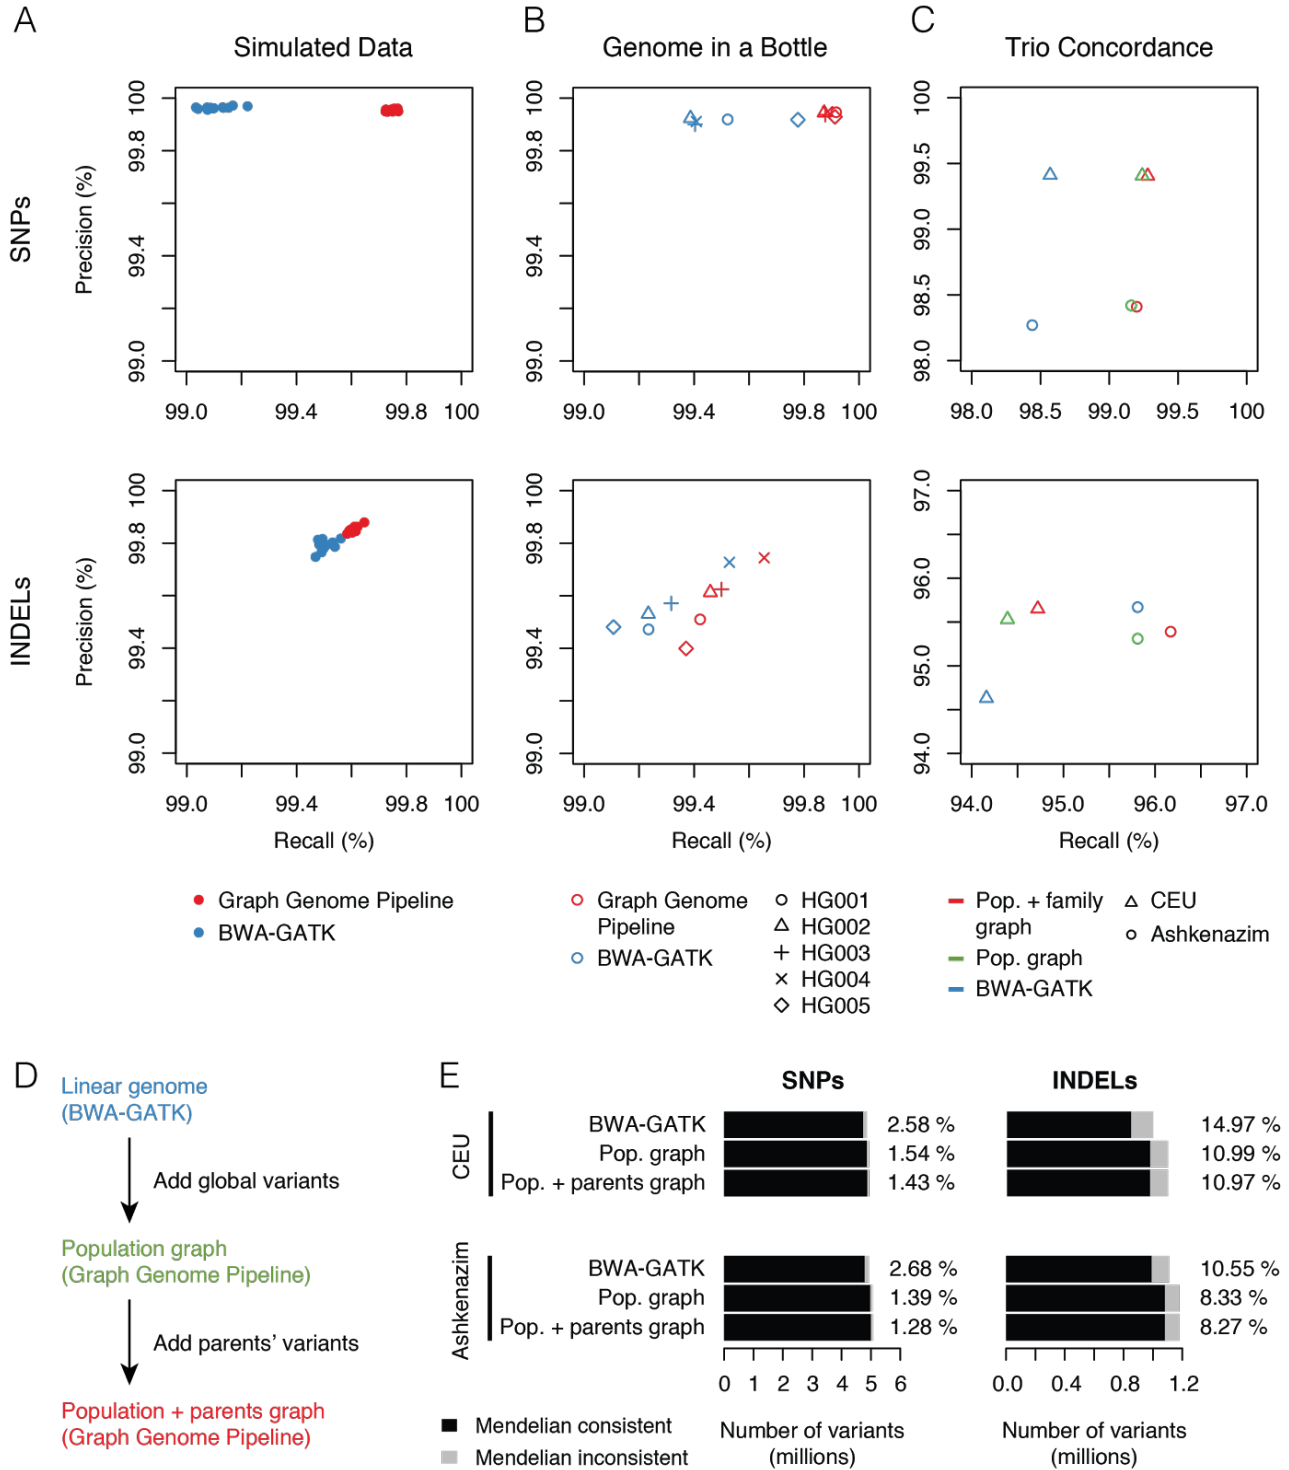 A
Simulated Data
B
Genome in a Bottle
C
Trio Concordance
SNPs
Precision (%)
100
99.8
99.4
99.0
99.0 99.4 99.8 100
100
99.8
99.4
99.0
99.0 99.4 99.8 100
100
99.5
99.0
98.5
98.0
98.0 98.5 99.0 99.5 100
INDELs
Precision (%)
100
99.8
99.4
99.0
99.0 99.4 99.8 100
Recall (%)
100
99.8
99.4
99.0
99.0 99.4 99.8 100
Recall (%)
97.0
96.0
95.0
94.0
94.0 95.0 96.0 97.0
Recall (%)
Graph Genome Pipeline
BWA-GATK
Graph Genome
Pipeline
BWA-GATK
HG001
HG002
HG003
HG004
HG005
Pop. + family
graph
Pop. graph
BWA-GATK
CEU
Ashkenazim
D
Linear genome
(BWA-GATK)
Add global variants
Population graph
(Graph Genome Pipeline)
Add parents' variants
Population + parents graph
(Graph Genome Pipeline)
E
SNPs
INDELs
CEU
BWA-GATK 2.58 % 14.97 %
Pop. graph 1.54 % 10.99 %
Pop. + parents graph 1.43 % 10.97 %
Ashkenazim
BWA-GATK 2.68 % 10.55 %
Pop. graph 1.39 % 8.33 %
Pop. + parents graph 1.28 % 8.27 %
0 1 2 3 4 5 6
0.0 0.4 0.8 1.2
Mendelian consistent
Mendelian inconsistent
Number of variants
(millions)
Number of variants
(millions)